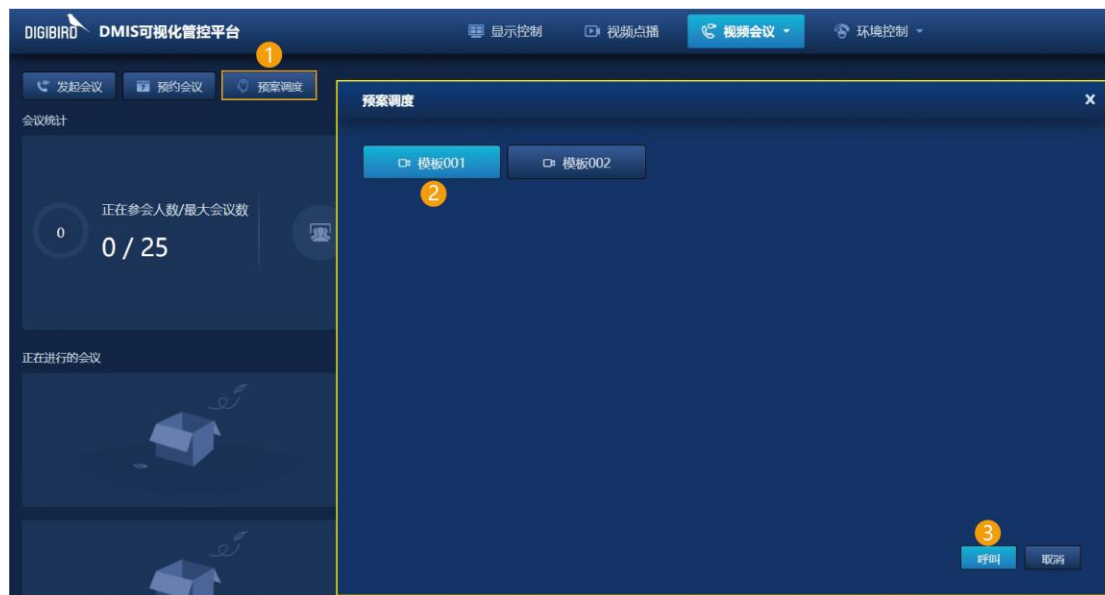 DIGIBIRD DMIS可视化管控平台 显示控制 视频点播 视频会议 环境控制
1
发起会议 预约会议 预案调度
预案调度 X
会议统计
模板001 模板002
2
正在参会人数/最大会议数
0
0 / 25
正在进行的会议
3
呼叫 取消